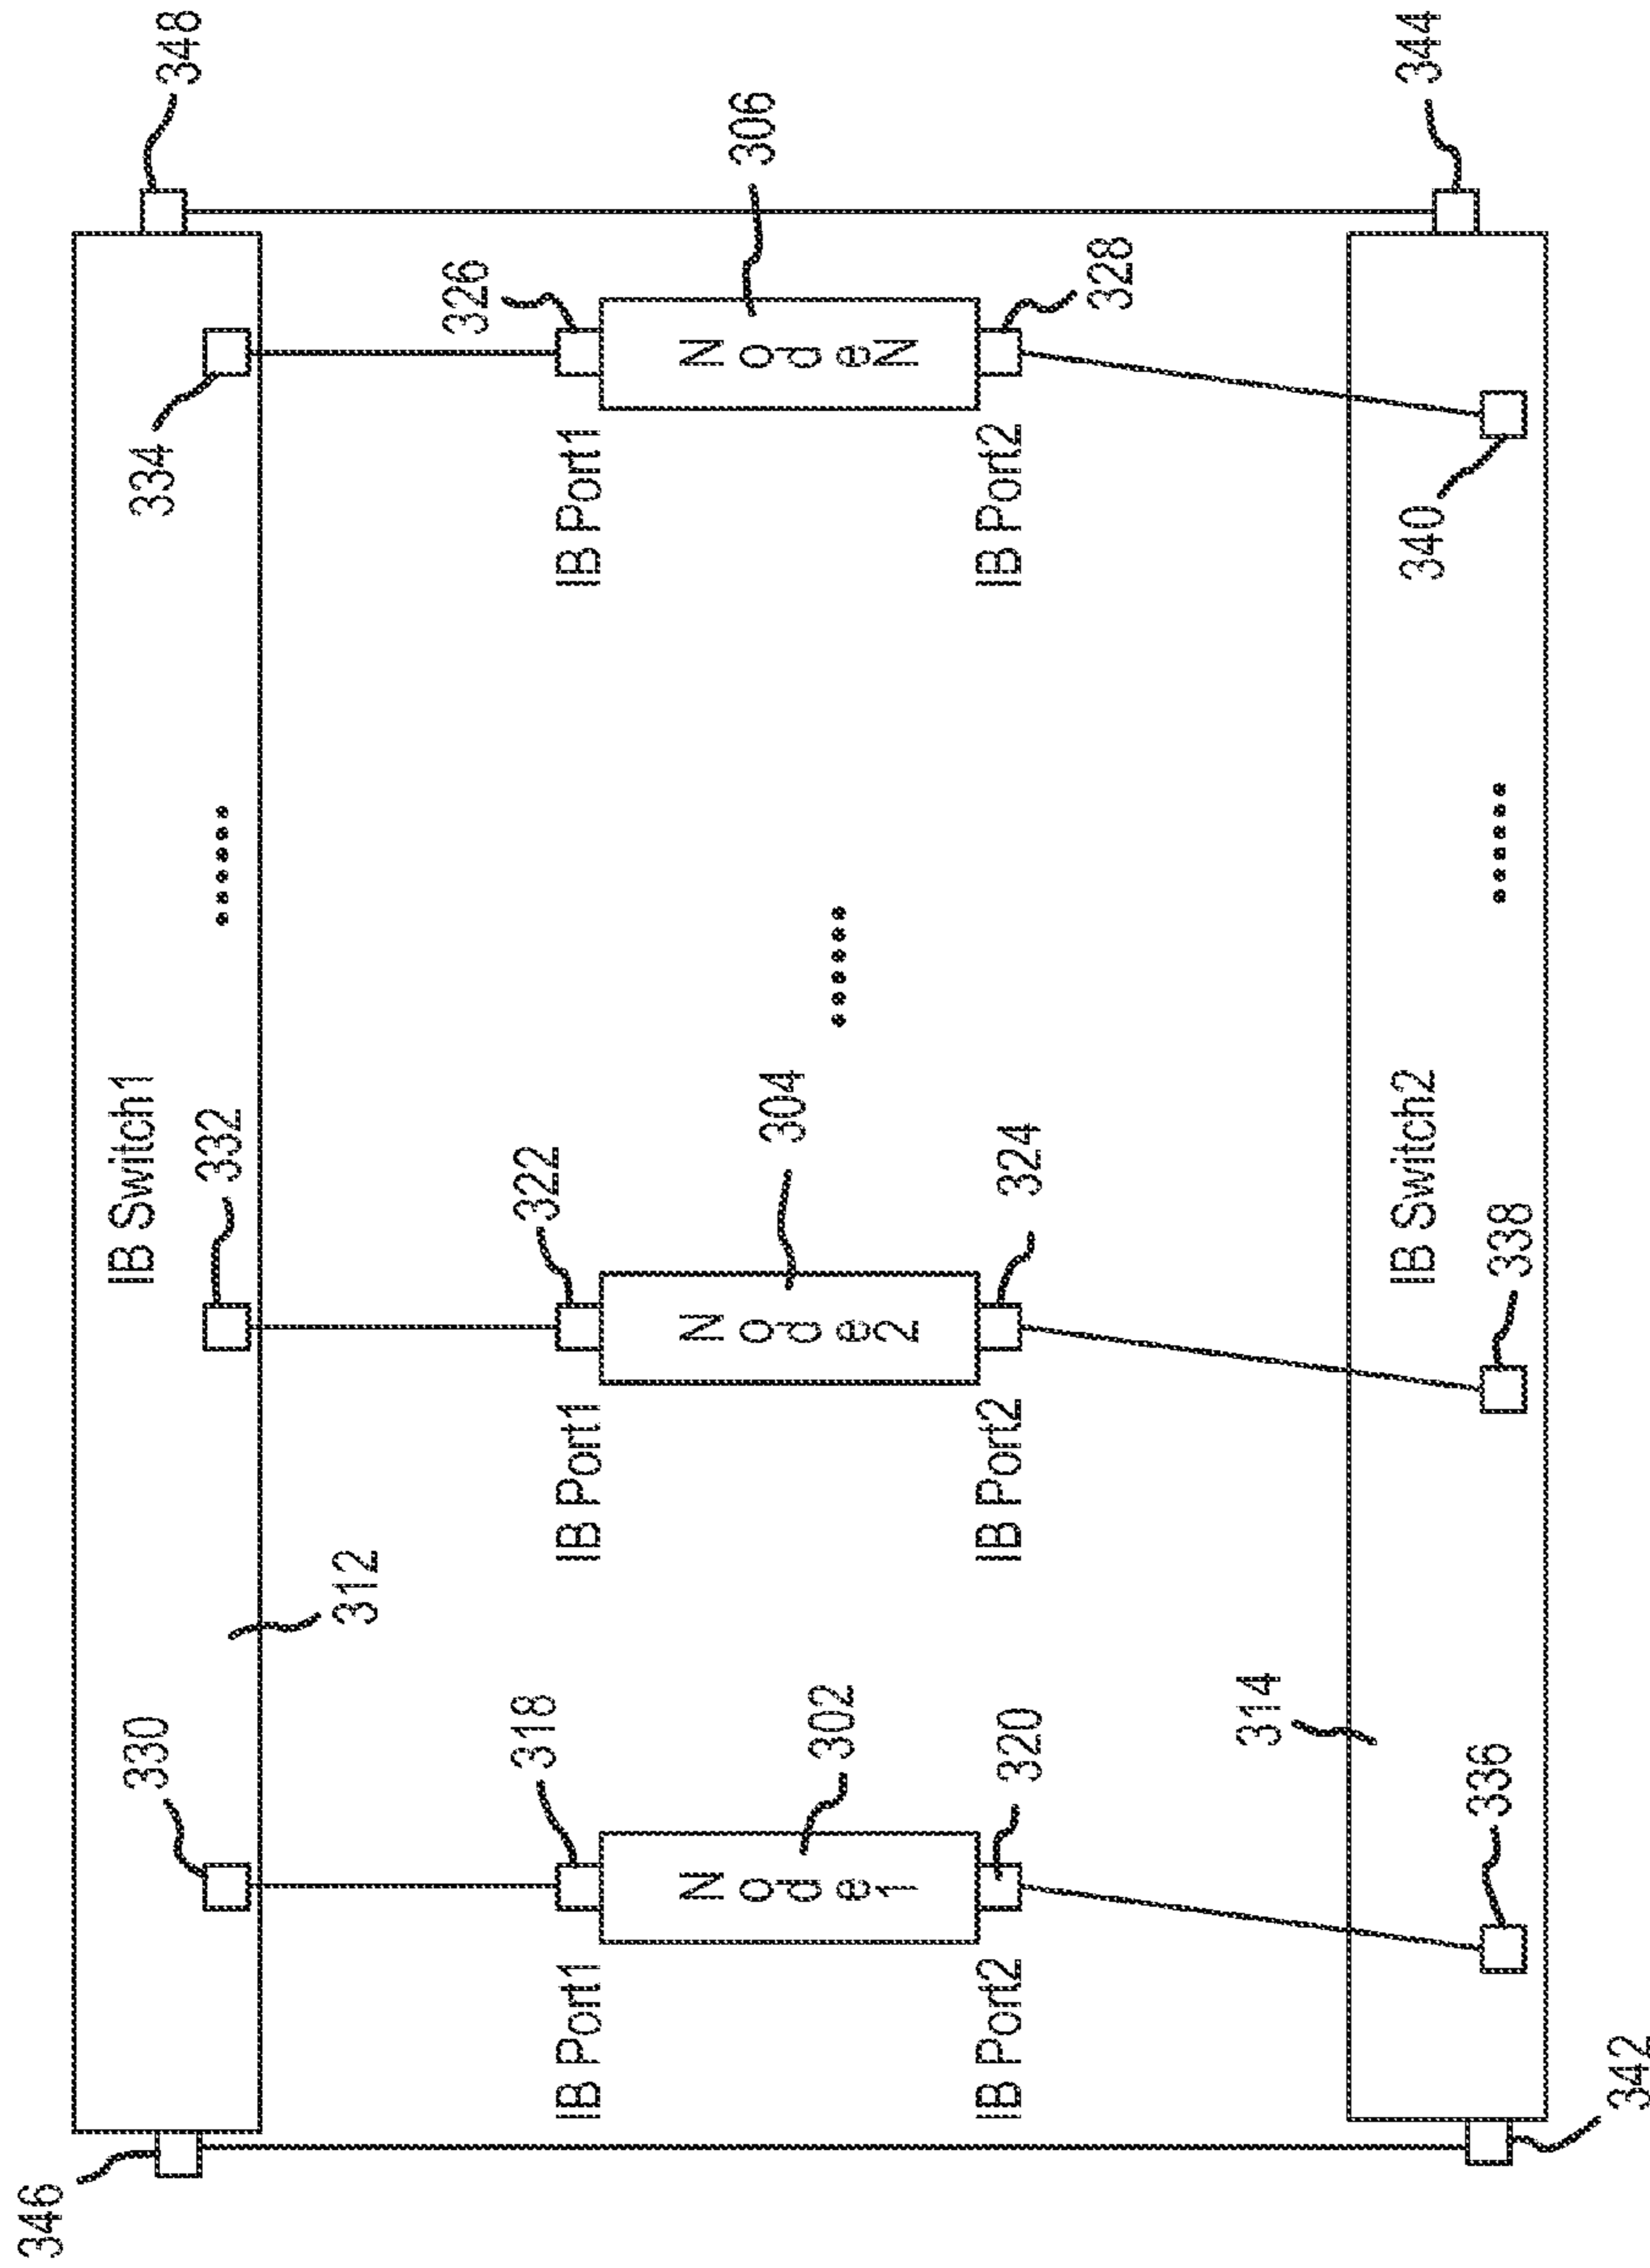 346
348
IB Switch1
330
332
334
312
318
322
326
IB Port1
IB Port1
IB Port1
Node1
302
Node2
304
NodeN
306
IB Port2
IB Port2
IB Port2
320
324
328
314
IB Switch2
336
338
340
342
344